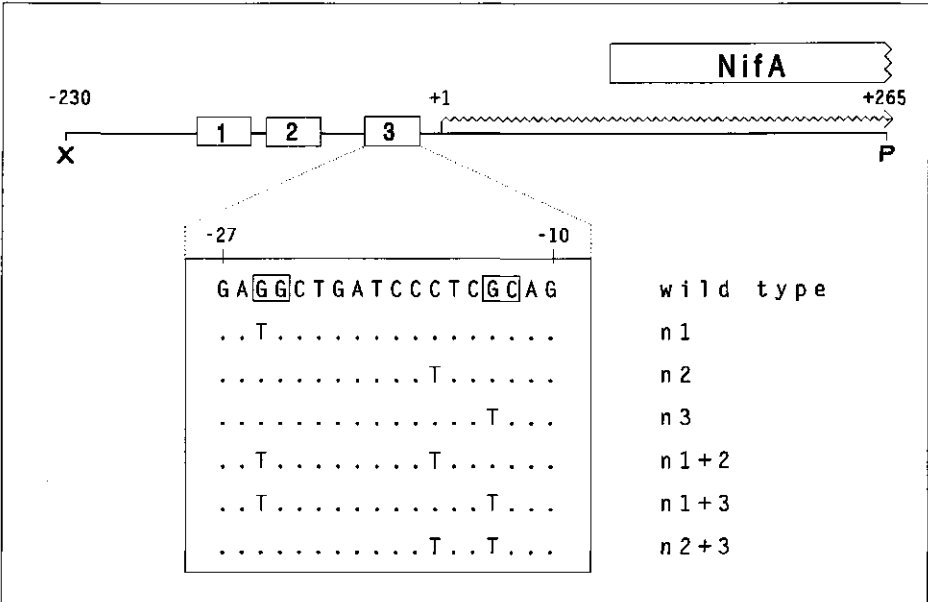 NifA
-230 +1 +265
1 2 3
X P
-27 -10
G A G G C T G A T C C C T C G C A G wild type
. . T . . . . . . . . . . . . . . . n1
. . . . . . . . . . . T . . . . . . n2
. . . . . . . . . . . . . . T . . . n3
. . T . . . . . . . . T . . . . . . n1+2
. . T . . . . . . . . . . . T . . . n1+3
. . . . . . . . . . . T . . T . . . n2+3